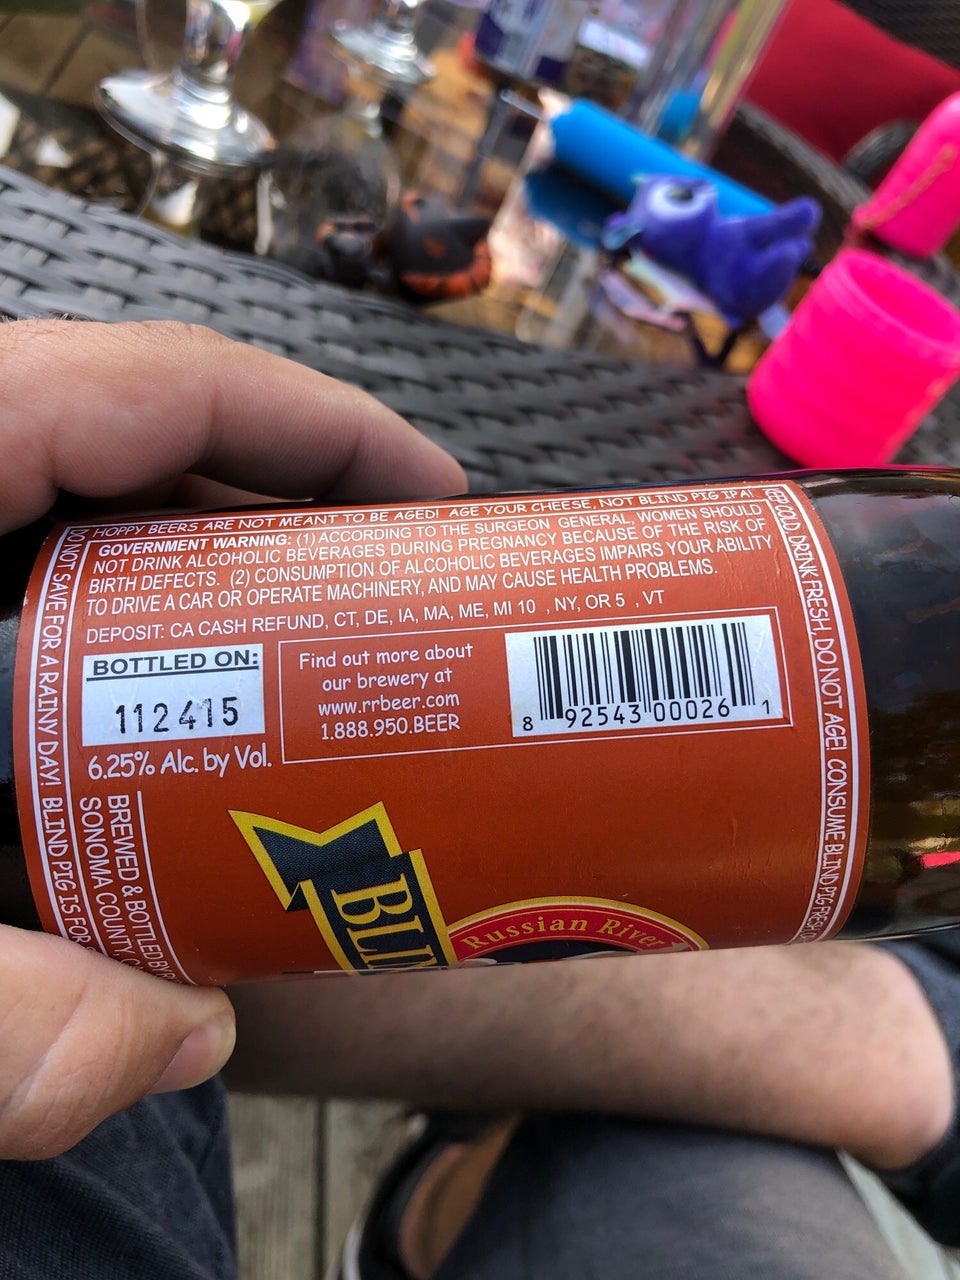 HOPPY BEERS ARE NOT MEANT TO BE AGED! AGE YOUR CHEESE, NOT BLIND PIG IPA!
GOVERNMENT WARNING: (1) ACCORDING TO THE SURGEON GENERAL, WOMEN SHOULD
NOT DRINK ALCOHOLIC BEVERAGES DURING PREGNANCY BECAUSE OF THE RISK OF
BIRTH DEFECTS. (2) CONSUMPTION OF ALCOHOLIC BEVERAGES IMPAIRS YOUR ABILITY
TO DRIVE A CAR OR OPERATE MACHINERY, AND MAY CAUSE HEALTH PROBLEMS.
DEPOSIT: CA CASH REFUND, CT, DE, IA, MA, ME, MI 10 , NY, OR 5 , VT
BOTTLED ON:
112415
6.25% Alc. by Vol.
Find out more about
our brewery at
www.rrbeer.com
1.888.950.BEER
8 92543 00026 1
DO NOT SAVE FOR A RAINY DAY! BLIND PIG IS FOR
BREWED & BOTTLED BY
SONOMA COUNTY,
BLI
Russian River
KEEP COLD, DRINK FRESH, DO NOT AGE! CONSUME BLIND PIG FRESH